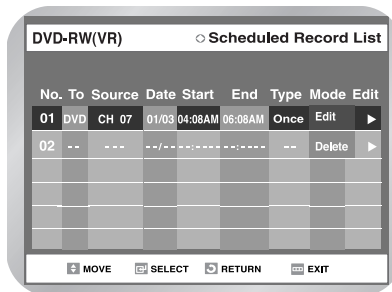 DVD-RW(VR) Scheduled Record List
No. To Source Date Start End Type Mode Edit
01 DVD CH 07 01/03 04:08AM 06:08AM Once Edit ►
02 -- --- --/-- --:-- --:-- -- Delete ►
MOVE SELECT RETURN EXIT